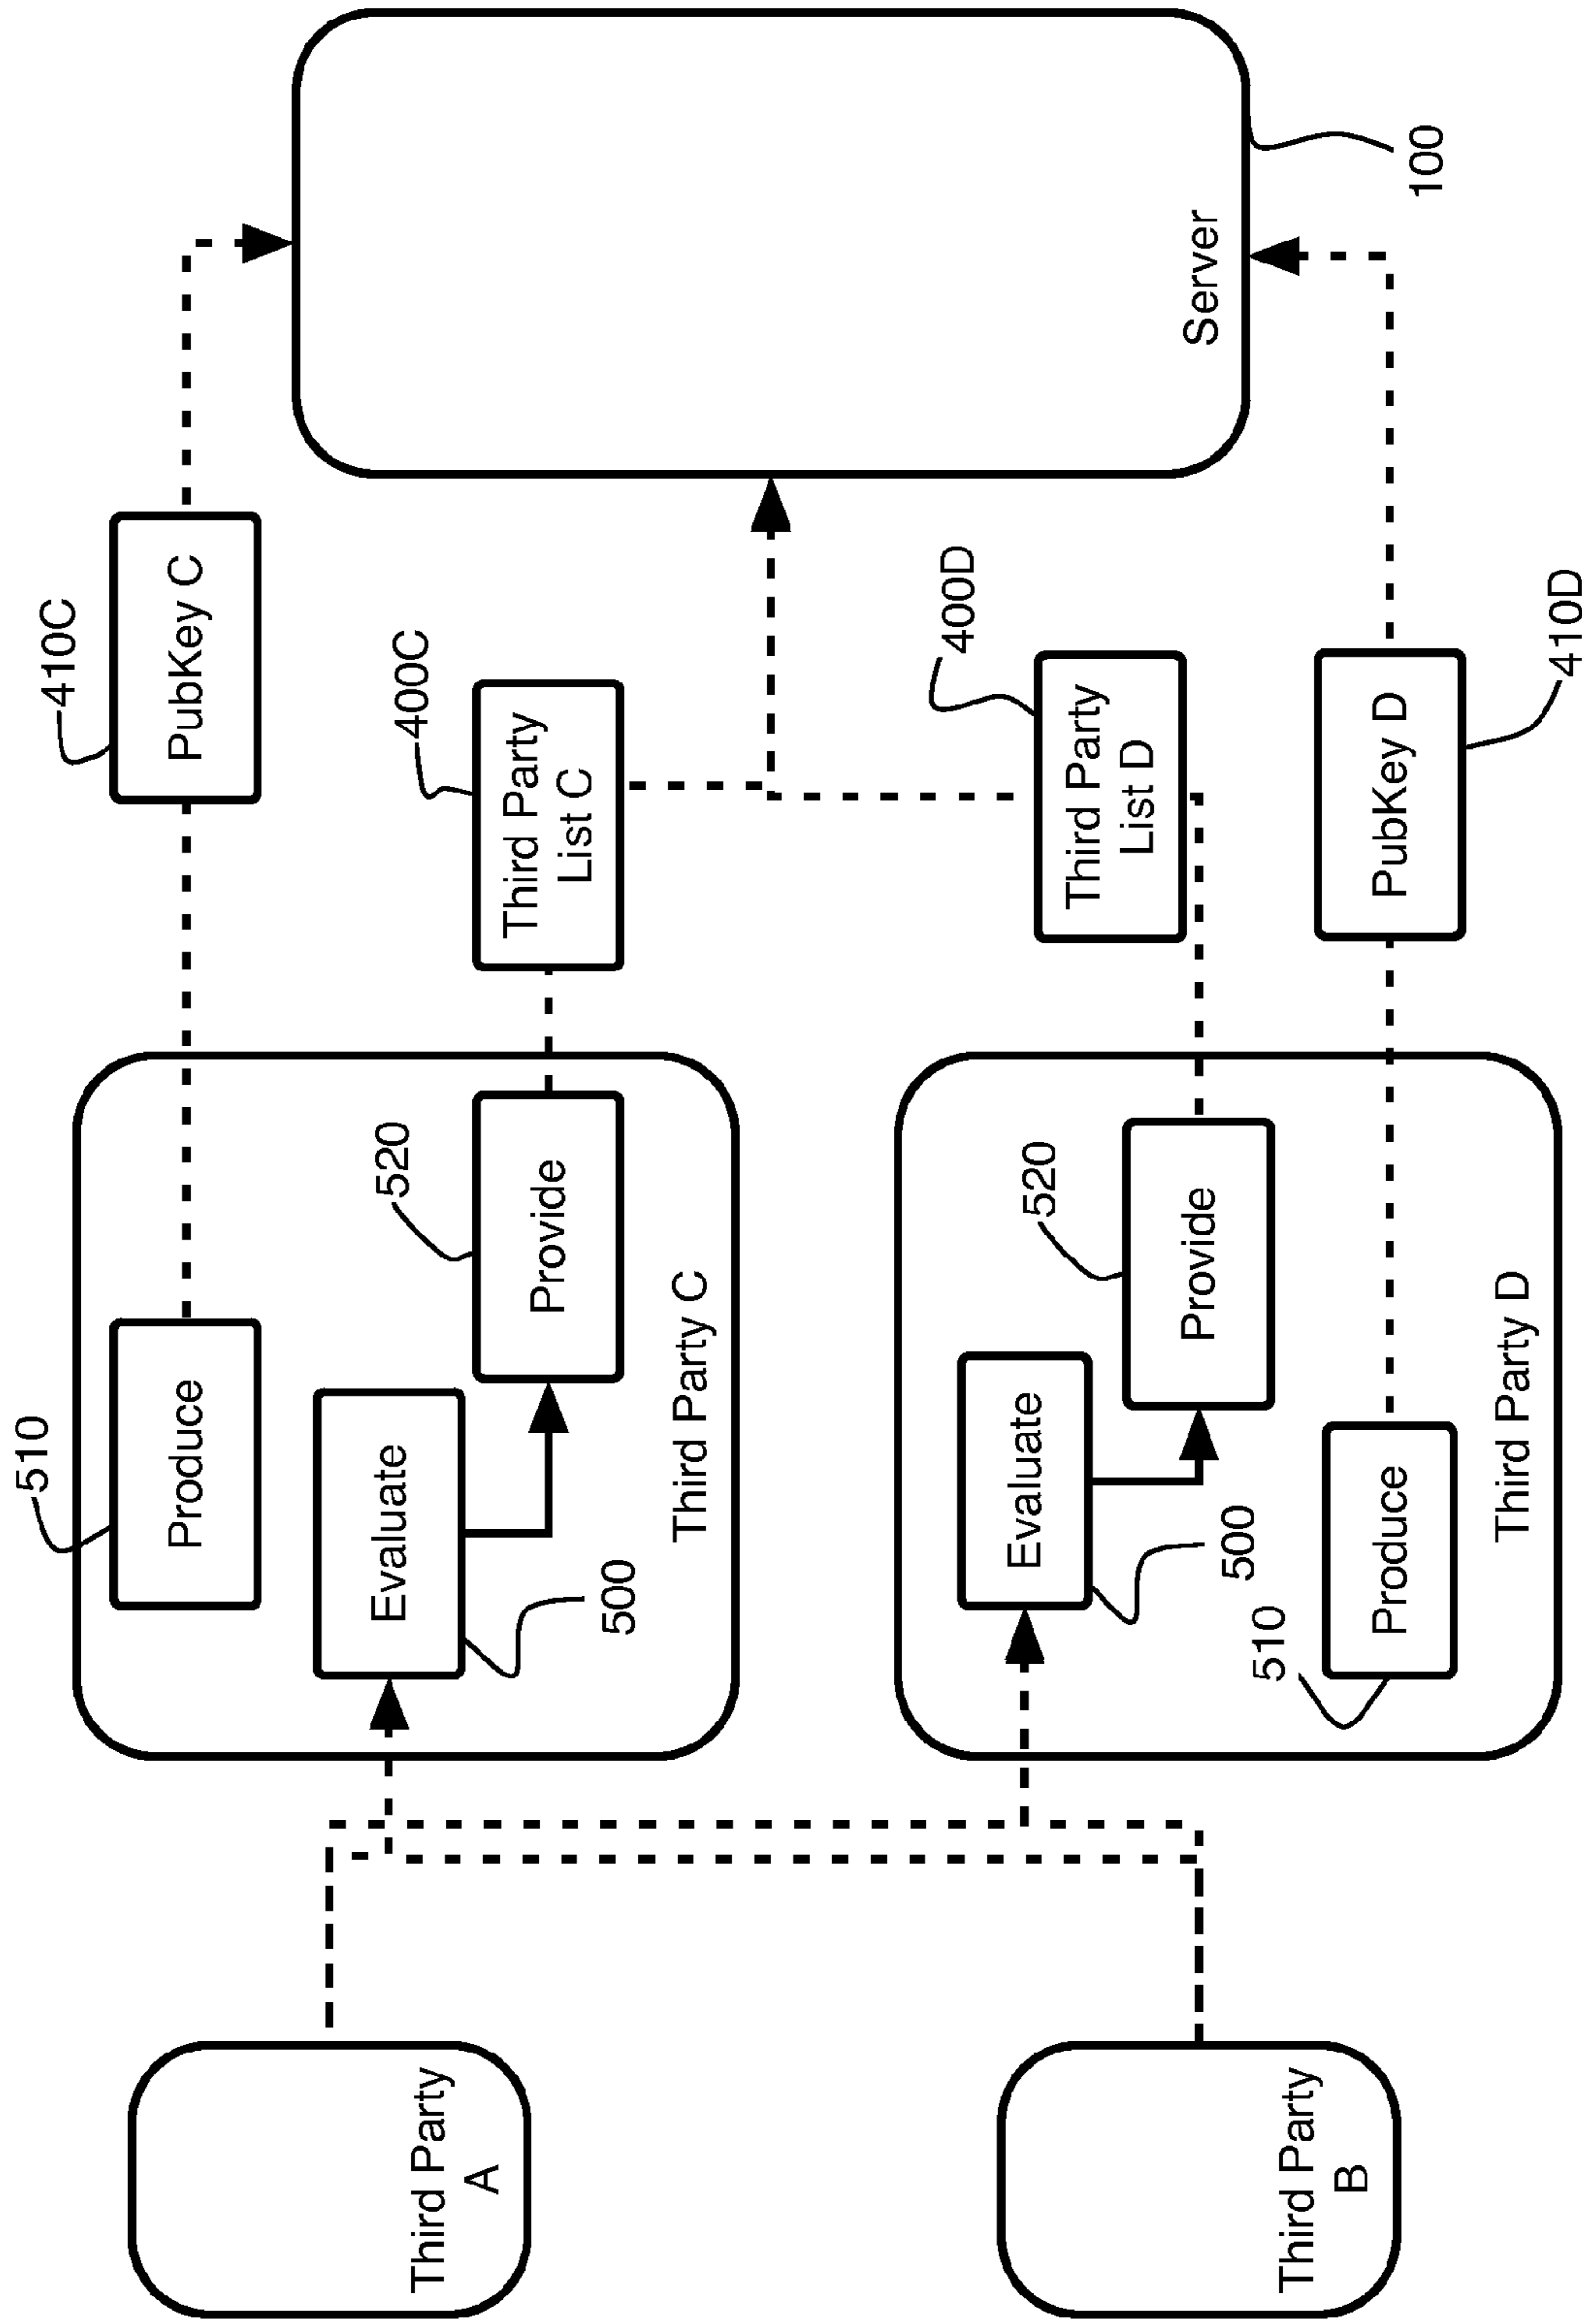 510
410C
Produce
PubKey C
520
400C
Evaluate
Provide
Third Party
List C
500
Third Party C
Third Party
A
400D
520
Evaluate
Provide
Third Party
List D
500
Server
510
Produce
PubKey D
100
Third Party
B
Third Party D
410D